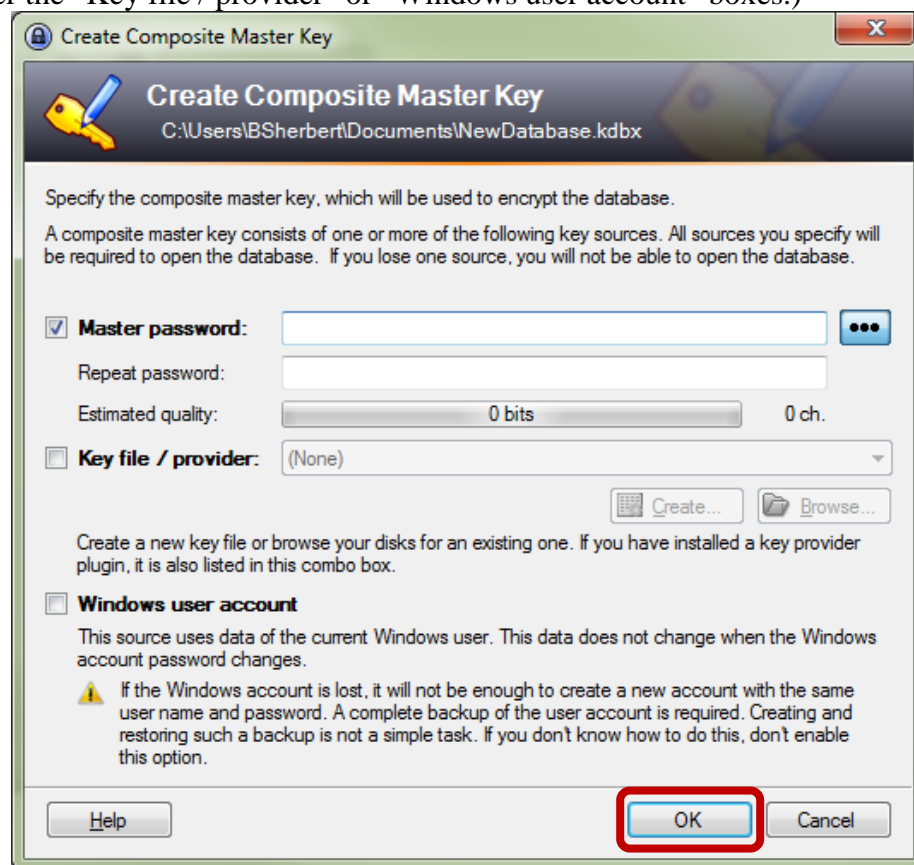 the "Key file / provider" or "Windows user account" boxes.)
Create Composite Master Key
Create Composite Master Key
C:\Users\BSherbert\Documents\NewDatabase.kdbx
Specify the composite master key, which will be used to encrypt the database.
A composite master key consists of one or more of the following key sources. All sources you specify will
be required to open the database. If you lose one source, you will not be able to open the database.
Master password:
Repeat password:
Estimated quality: 0 bits 0 ch.
Key file / provider: (None)
Create... Browse...
Create a new key file or browse your disks for an existing one. If you have installed a key provider
plugin, it is also listed in this combo box.
Windows user account
This source uses data of the current Windows user. This data does not change when the Windows
account password changes.
If the Windows account is lost, it will not be enough to create a new account with the same
user name and password. A complete backup of the user account is required. Creating and
restoring such a backup is not a simple task. If you don't know how to do this, don't enable
this option.
Help OK Cancel